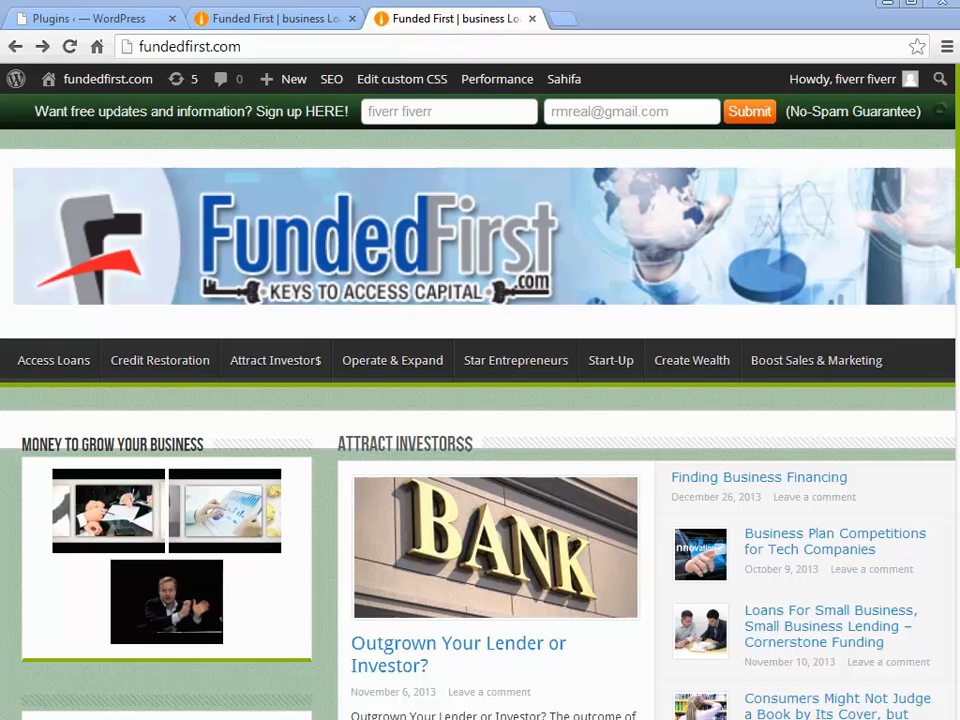 Plugins ‹ — WordPress
Funded First | business Lo
Funded First | business Lo
fundedfirst.com
fundedfirst.com 5 0 New SEO Edit custom CSS Performance Sahifa Howdy, fiverr fiverr
Want free updates and information? Sign up HERE! fiverr fiverr rmreal@gmail.com Submit (No-Spam Guarantee)
FundedFirst
.com
KEYS TO ACCESS CAPITAL
Access Loans Credit Restoration Attract Investor$ Operate & Expand Star Entrepreneurs Start-Up Create Wealth Boost Sales & Marketing
MONEY TO GROW YOUR BUSINESS
ATTRACT INVESTOR$$
BANK
Outgrown Your Lender or
Investor?
November 6, 2013 Leave a comment
Outgrown Your Lender or Investor? The outcome of
Finding Business Financing
December 26, 2013 Leave a comment
Business Plan Competitions
for Tech Companies
October 9, 2013 Leave a comment
Loans For Small Business,
Small Business Lending –
Cornerstone Funding
November 10, 2013 Leave a comment
Consumers Might Not Judge
a Book by Its Cover, but